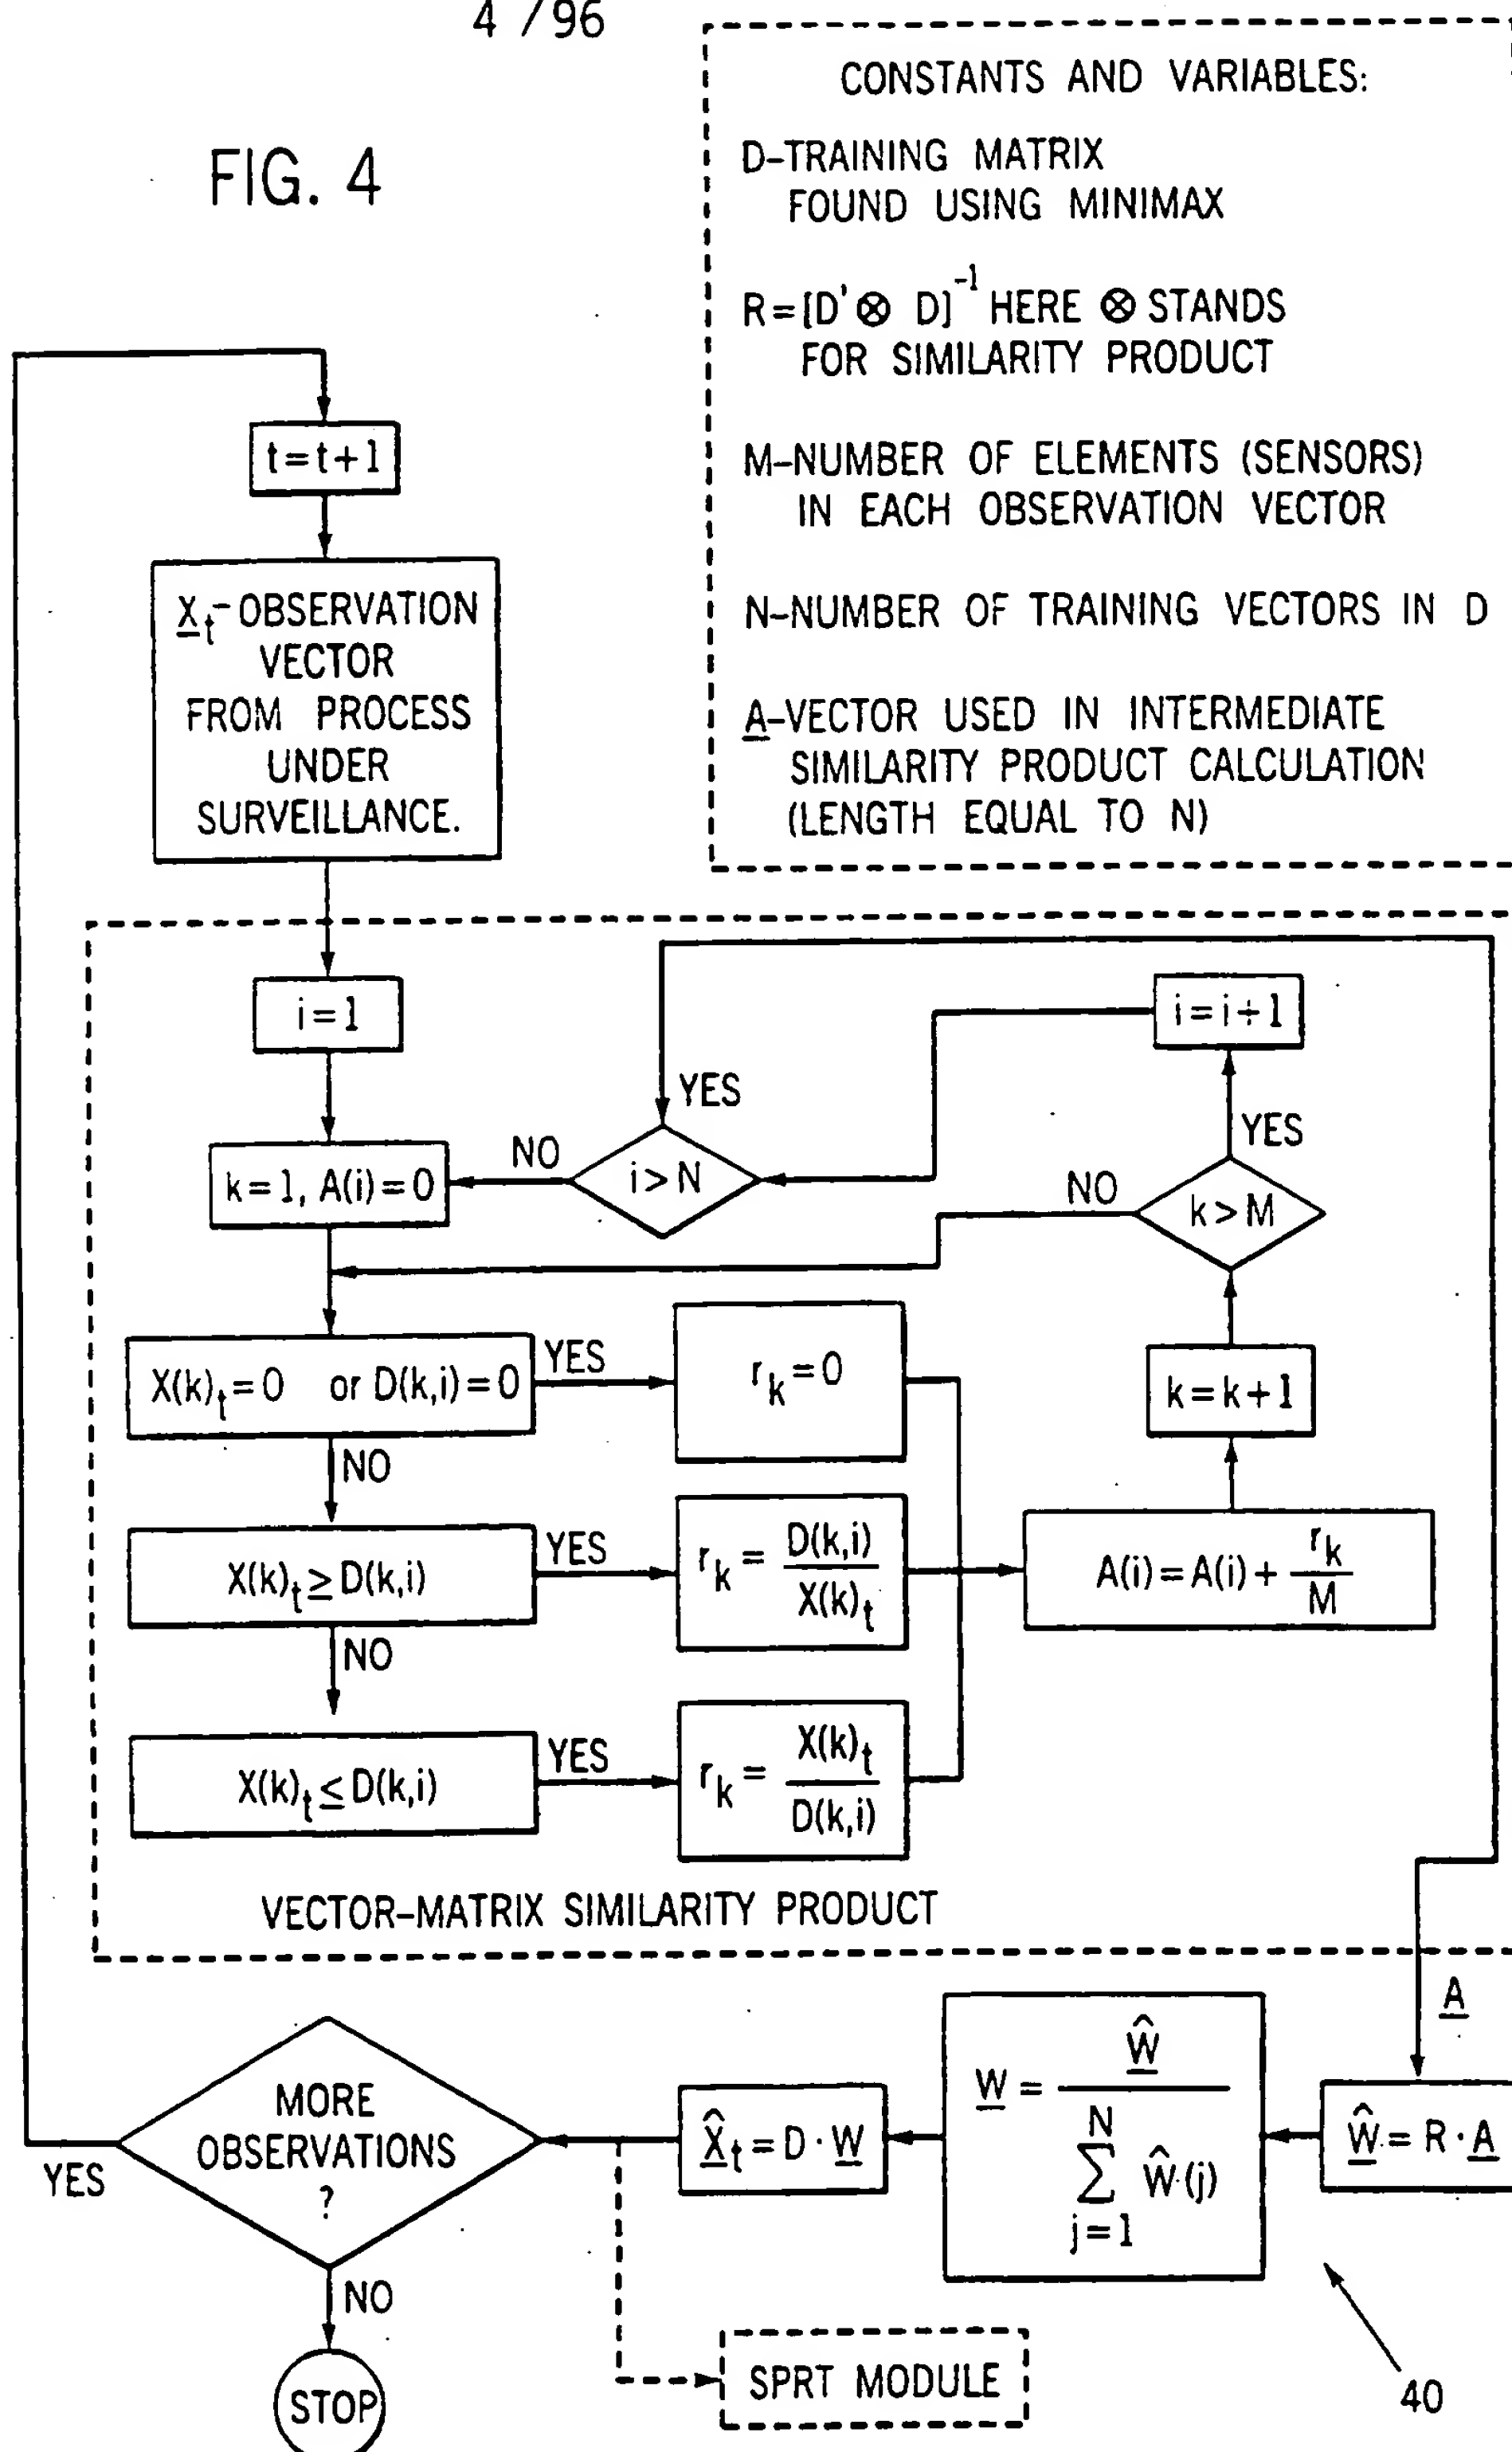 4 /96
FIG. 4
CONSTANTS AND VARIABLES:
D-TRAINING MATRIX
FOUND USING MINIMAX
R=[D'⊗ D]⁻¹ HERE ⊗ STANDS
FOR SIMILARITY PRODUCT
M-NUMBER OF ELEMENTS (SENSORS)
IN EACH OBSERVATION VECTOR
N-NUMBER OF TRAINING VECTORS IN D
A-VECTOR USED IN INTERMEDIATE
SIMILARITY PRODUCT CALCULATION
(LENGTH EQUAL TO N)
t=t+1
X_t-OBSERVATION
VECTOR
FROM PROCESS
UNDER
SURVEILLANCE.
i=1
i=i+1
YES
YES
k=1, A(i)=0
NO
i>N
NO
k>M
X(k)_t=0 or D(k,i)=0
YES
r_k=0
k=k+1
NO
X(k)_t≥D(k,i)
YES
r_k = D(k,i)/X(k)_t
A(i)=A(i)+ r_k/M
NO
X(k)_t≤D(k,i)
YES
r_k = X(k)_t/D(k,i)
VECTOR-MATRIX SIMILARITY PRODUCT
A
MORE
OBSERVATIONS
?
YES
X̂_t=D·W
W = Ŵ / ∑_{j=1}^{N} Ŵ(j)
Ŵ=R·A
NO
STOP
SPRT MODULE
40